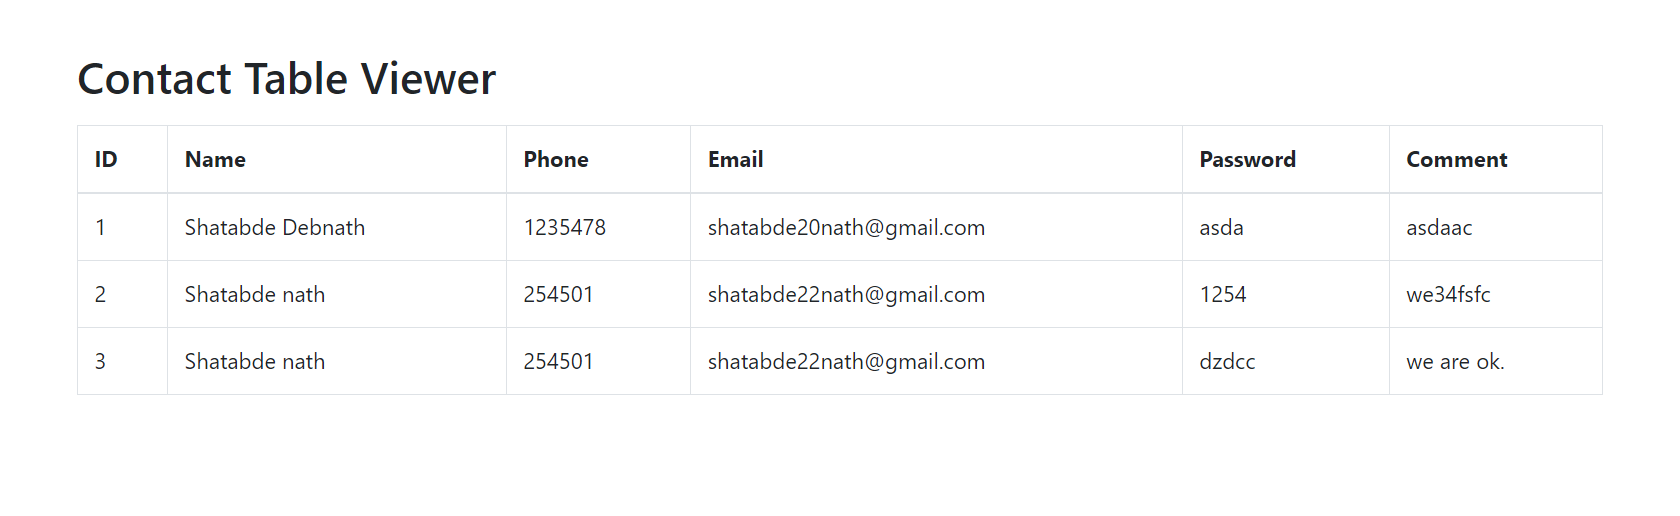 Contact Table Viewer
ID Name Phone Email Password Comment
1 Shatabde Debnath 1235478 shatabde20nath@gmail.com asda asdaac
2 Shatabde nath 254501 shatabde22nath@gmail.com 1254 we34fsfc
3 Shatabde nath 254501 shatabde22nath@gmail.com dzdcc we are ok.